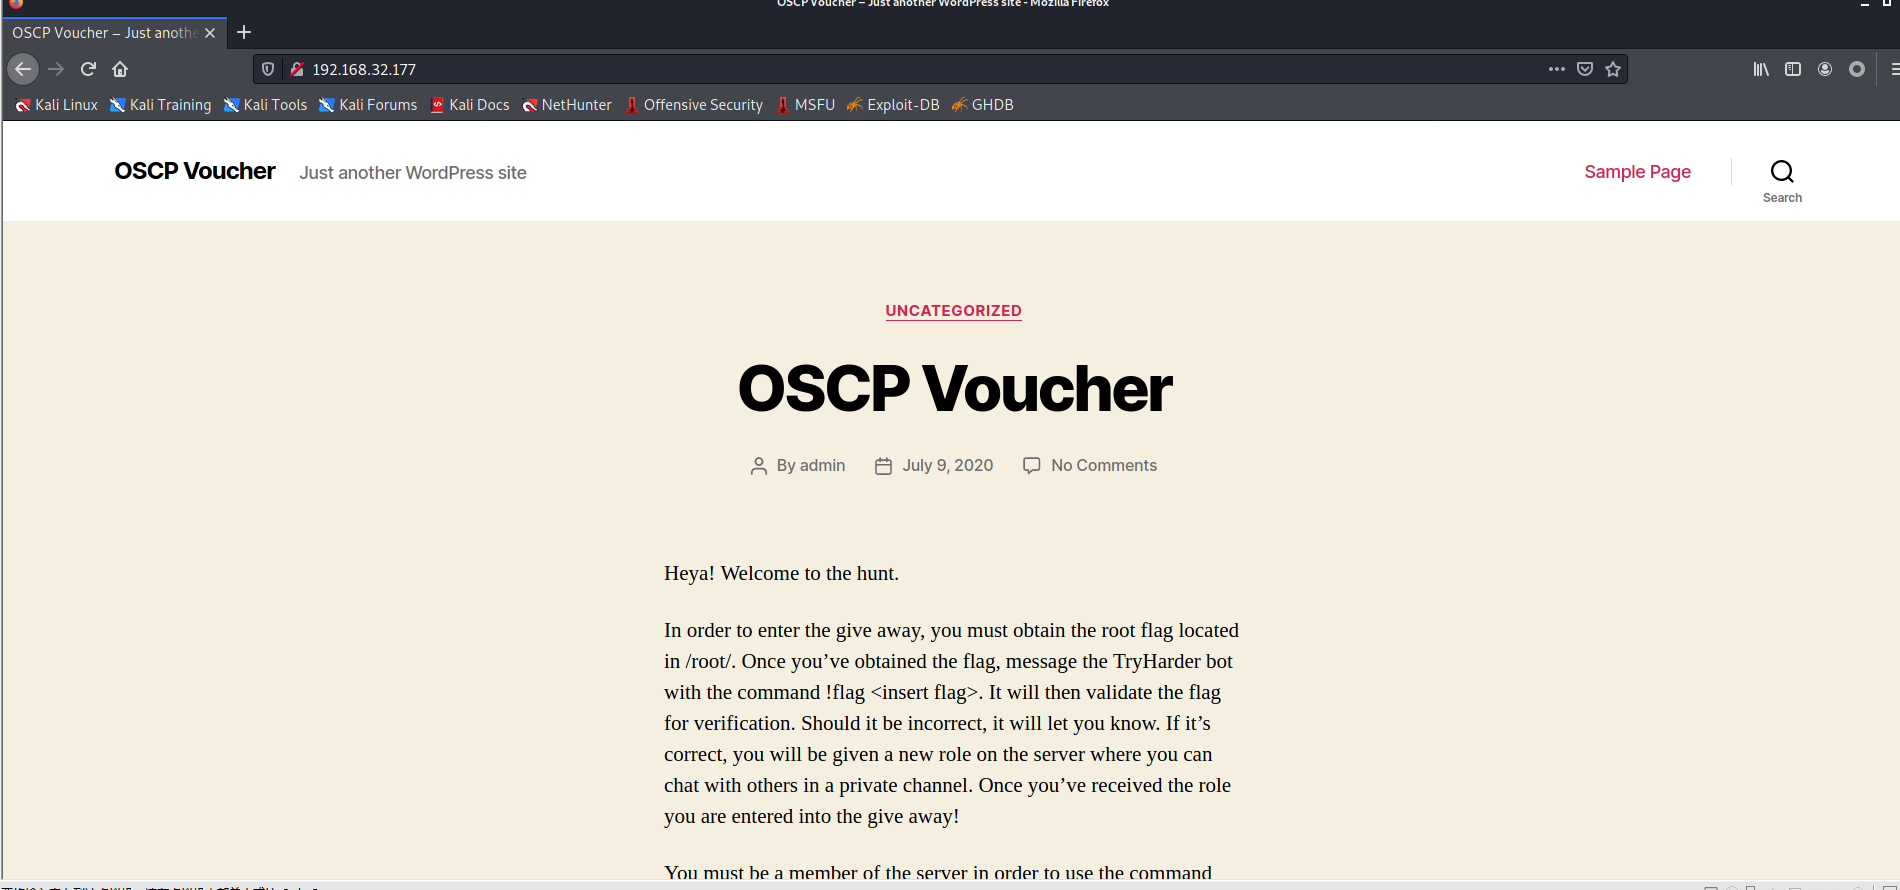 OSCP Voucher – Just another WordPress site - Mozilla Firefox
OSCP Voucher – Just anothe
192.168.32.177
Kali Linux Kali Training Kali Tools Kali Forums Kali Docs NetHunter Offensive Security MSFU Exploit-DB GHDB
OSCP Voucher Just another WordPress site Sample Page
Search
UNCATEGORIZED
OSCP Voucher
By admin July 9, 2020 No Comments
Heya! Welcome to the hunt.
In order to enter the give away, you must obtain the root flag located
in /root/. Once you’ve obtained the flag, message the TryHarder bot
with the command !flag <insert flag>. It will then validate the flag
for verification. Should it be incorrect, it will let you know. If it’s
correct, you will be given a new role on the server where you can
chat with others in a private channel. Once you’ve received the role
you are entered into the give away!
You must be a member of the server in order to use the command